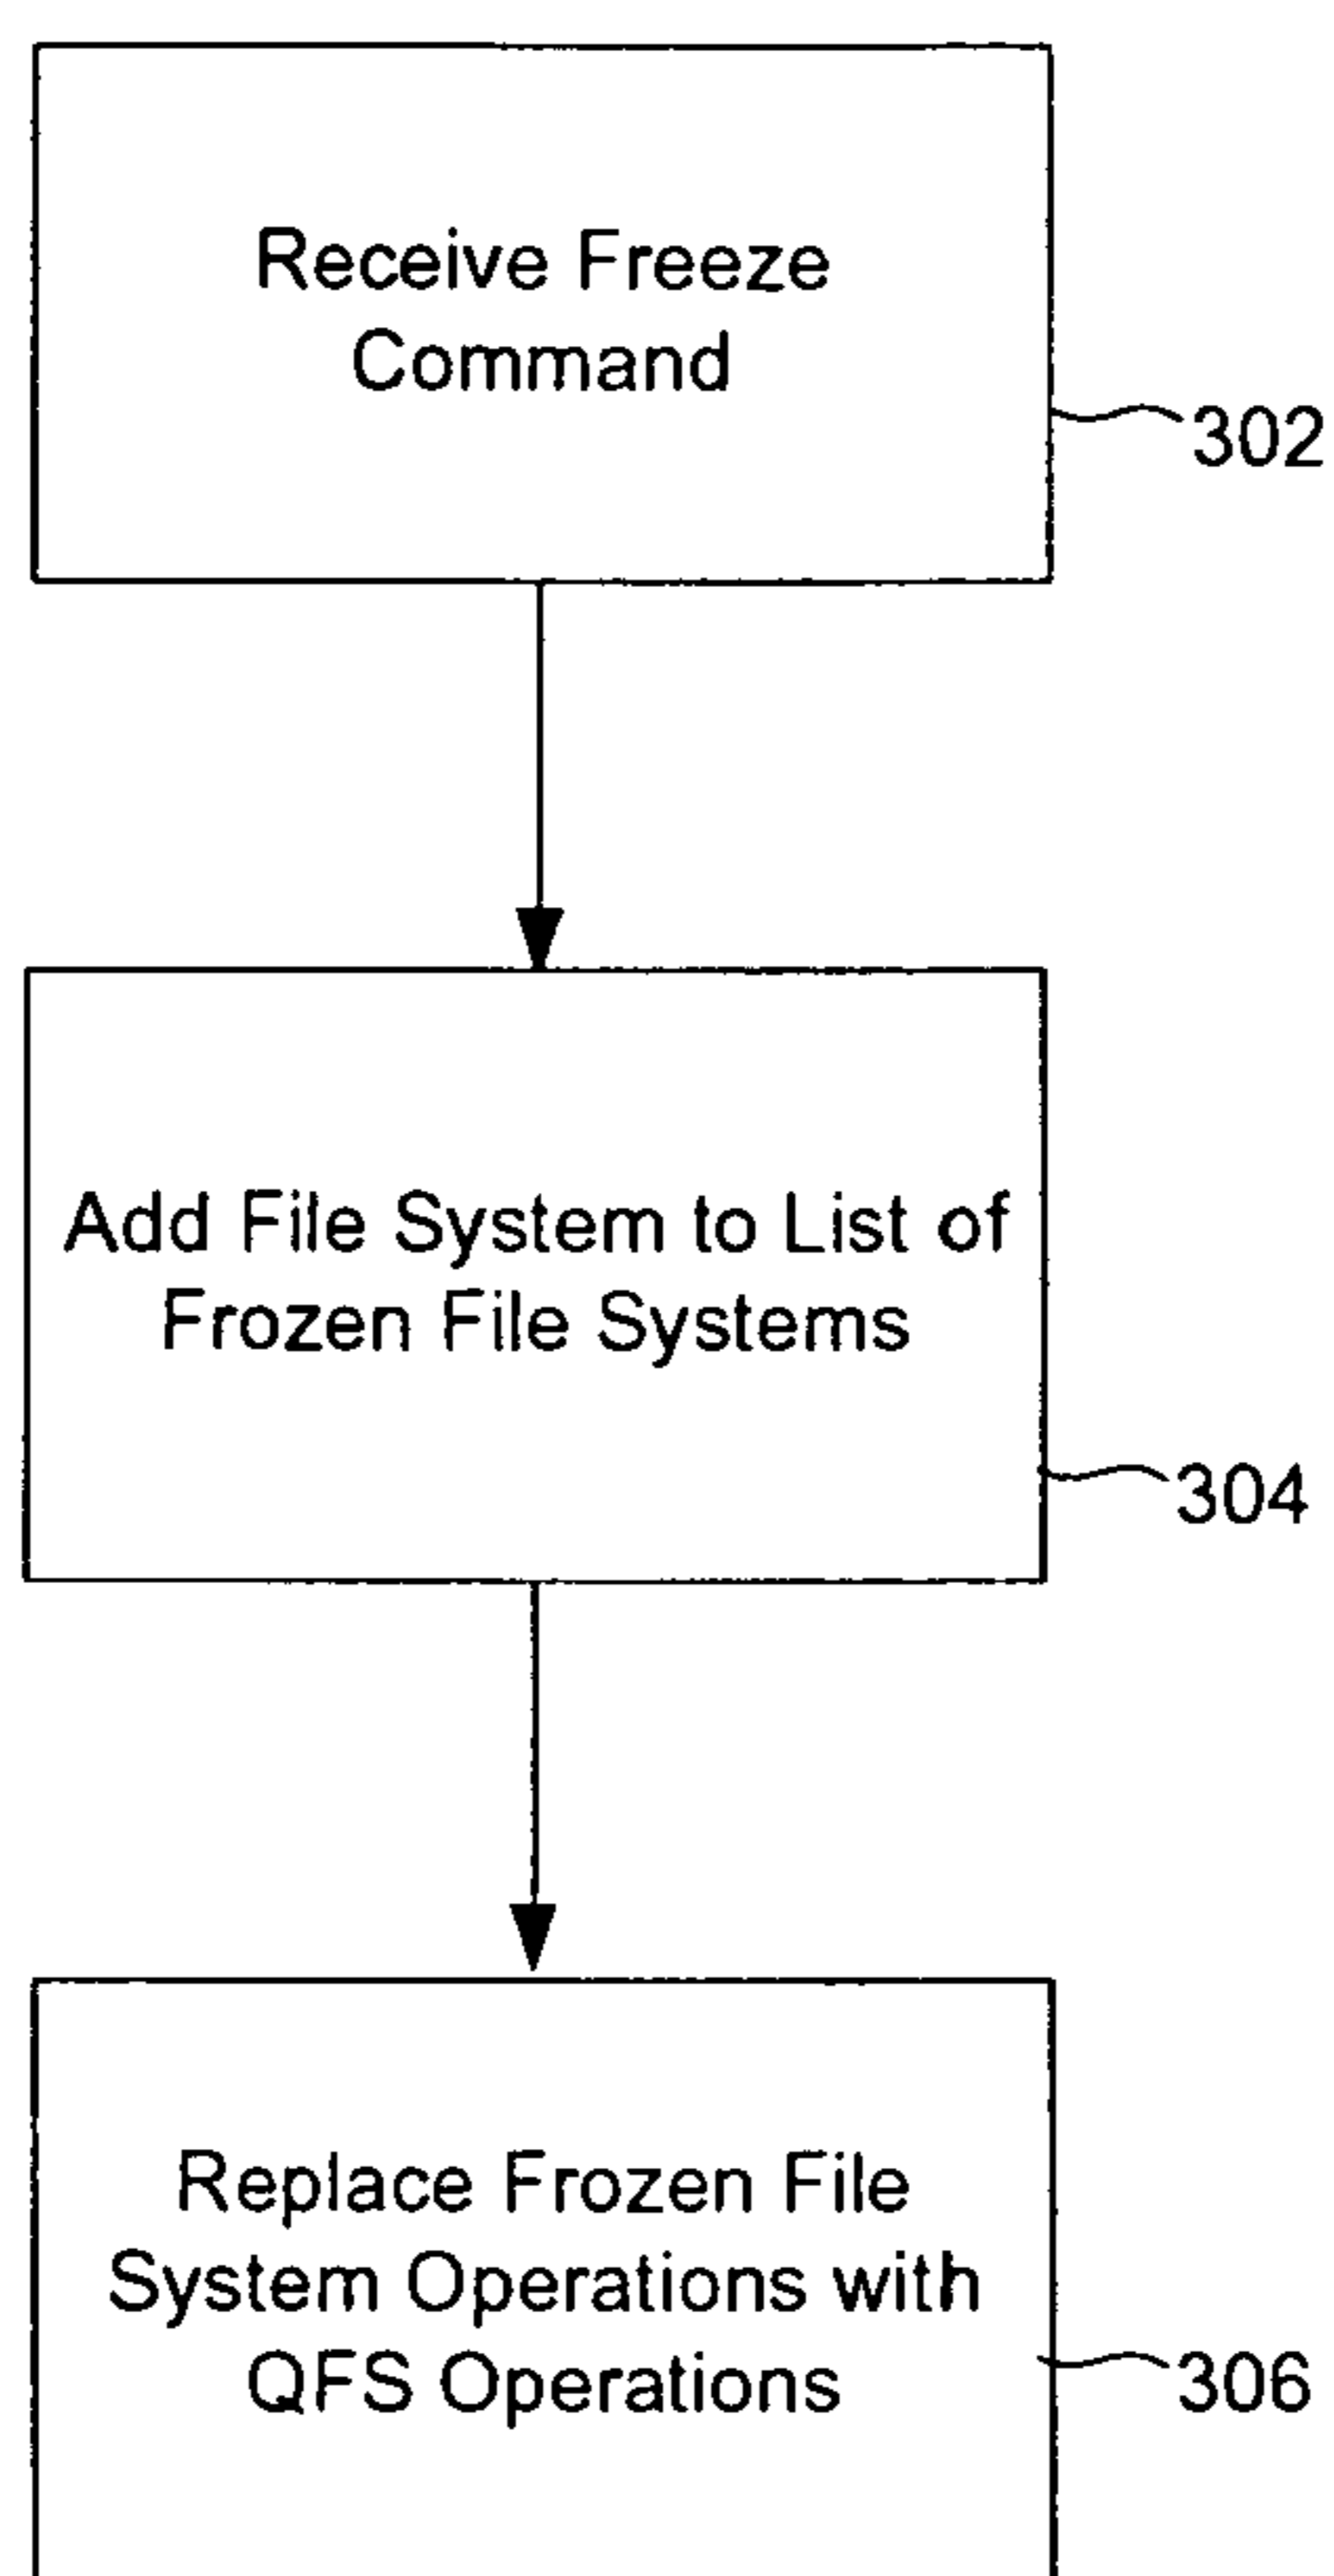 Receive Freeze
Command
302
Add File System to List of
Frozen File Systems
304
Replace Frozen File
System Operations with
QFS Operations
306